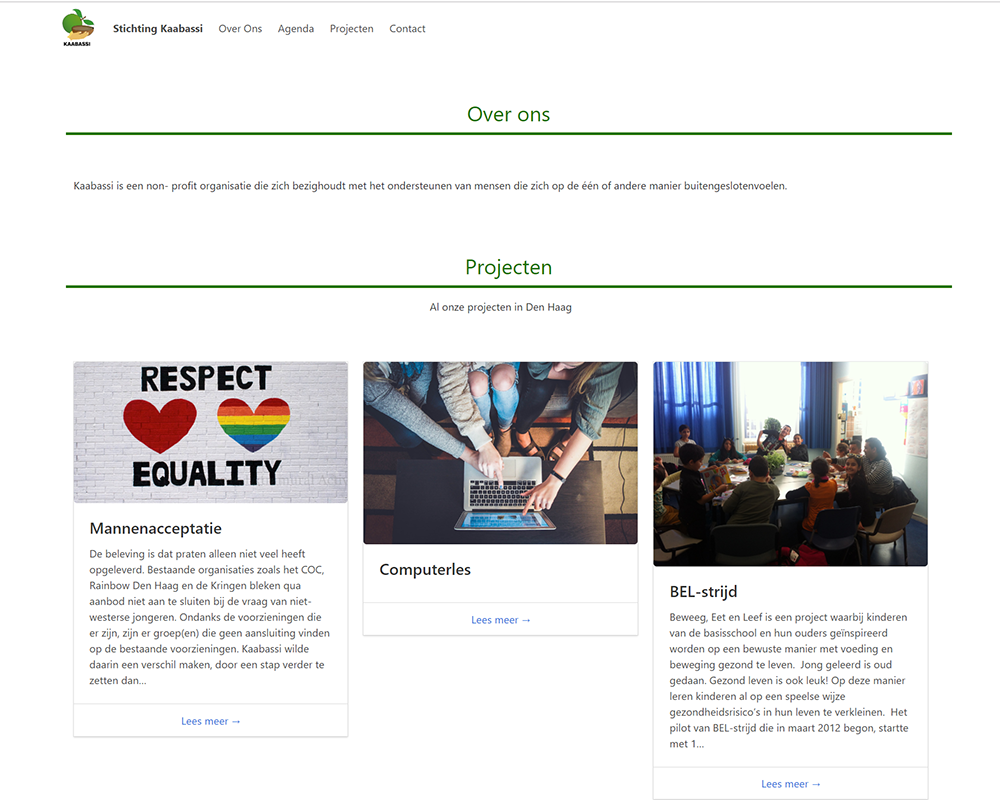 KAABASSI
Stichting Kaabassi Over Ons Agenda Projecten Contact
Over ons
Kaabassi is een non- profit organisatie die zich bezighoudt met het ondersteunen van mensen die zich op de één of andere manier buitengeslotenvoelen.
Projecten
Al onze projecten in Den Haag
RESPECT
EQUALITY
Mannenacceptatie
De beleving is dat praten alleen niet veel heeft
opgeleverd. Bestaande organisaties zoals het COC,
Rainbow Den Haag en de Kringen bleken qua
aanbod niet aan te sluiten bij de vraag van niet-
westerse jongeren. Ondanks de voorzieningen die
er zijn, zijn er groep(en) die geen aansluiting vinden
op de bestaande voorzieningen. Kaabassi wilde
daarin een verschil maken, door een stap verder te
zetten dan...
Lees meer →
Computerles
Lees meer →
BEL-strijd
Beweeg, Eet en Leef is een project waarbij kinderen
van de basisschool en hun ouders geïnspireerd
worden op een bewuste manier met voeding en
beweging gezond te leven. Jong geleerd is oud
gedaan. Gezond leven is ook leuk! Op deze manier
leren kinderen al op een speelse wijze
gezondheidsrisico's in hun leven te verkleinen. Het
pilot van BEL-strijd die in maart 2012 begon, startte
met 1...
Lees meer →